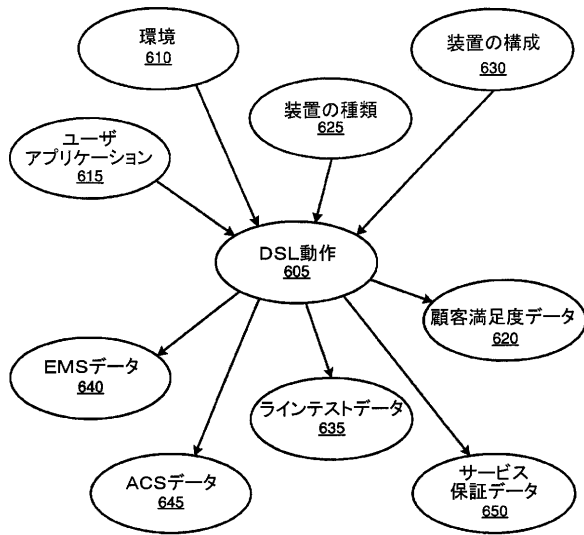 環境
610
装置の構成
630
装置の種類
625
ユーザ
アプリケーション
615
DSL動作
605
顧客満足度データ
620
EMSデータ
640
ラインテストデータ
635
ACSデータ
645
サービス
保証データ
650